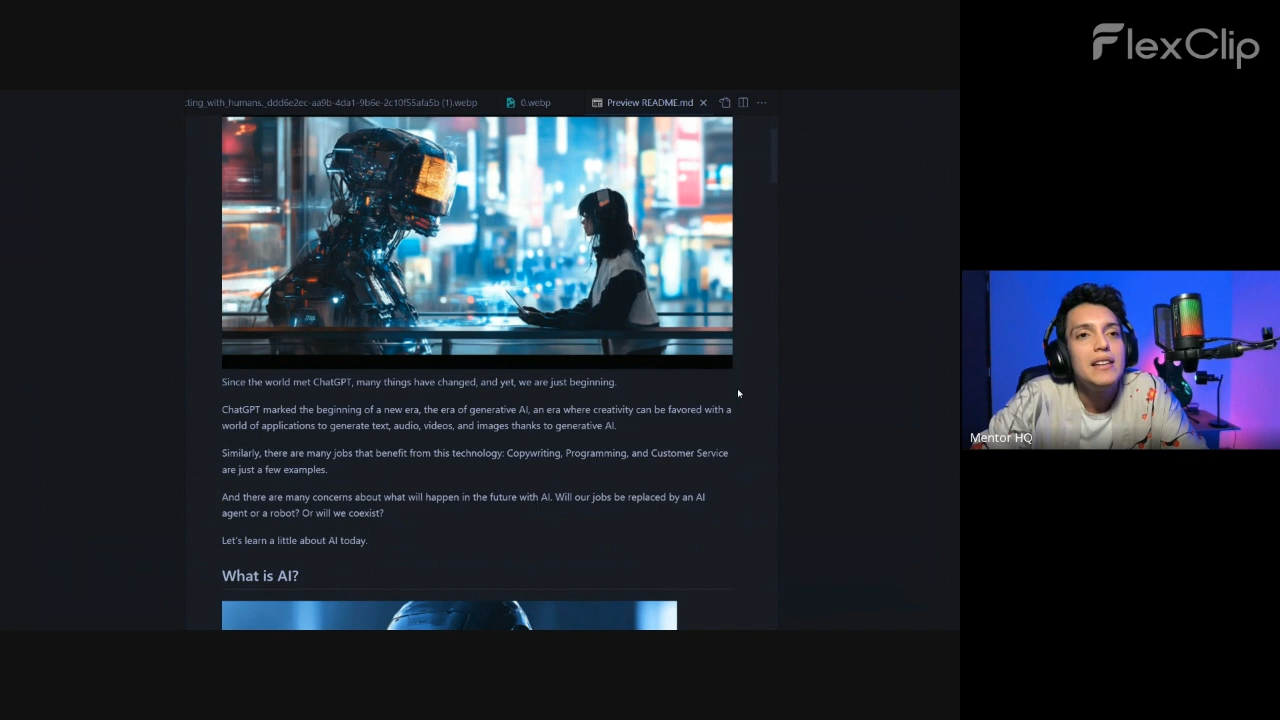 FlexClip
:ting_with_humans._ddd6e2ec-aa9b-4da1-9b6e-2c10f55afa5b (1).webp
0.webp
Preview README.md
Since the world met ChatGPT, many things have changed, and yet, we are just beginning.
ChatGPT marked the beginning of a new era, the era of generative AI, an era where creativity can be favored with a
world of applications to generate text, audio, videos, and images thanks to generative AI.
Similarly, there are many jobs that benefit from this technology: Copywriting, Programming, and Customer Service
are just a few examples.
And there are many concerns about what will happen in the future with AI. Will our jobs be replaced by an AI
agent or a robot? Or will we coexist?
Let's learn a little about AI today.
What is AI?
Mentor HQ